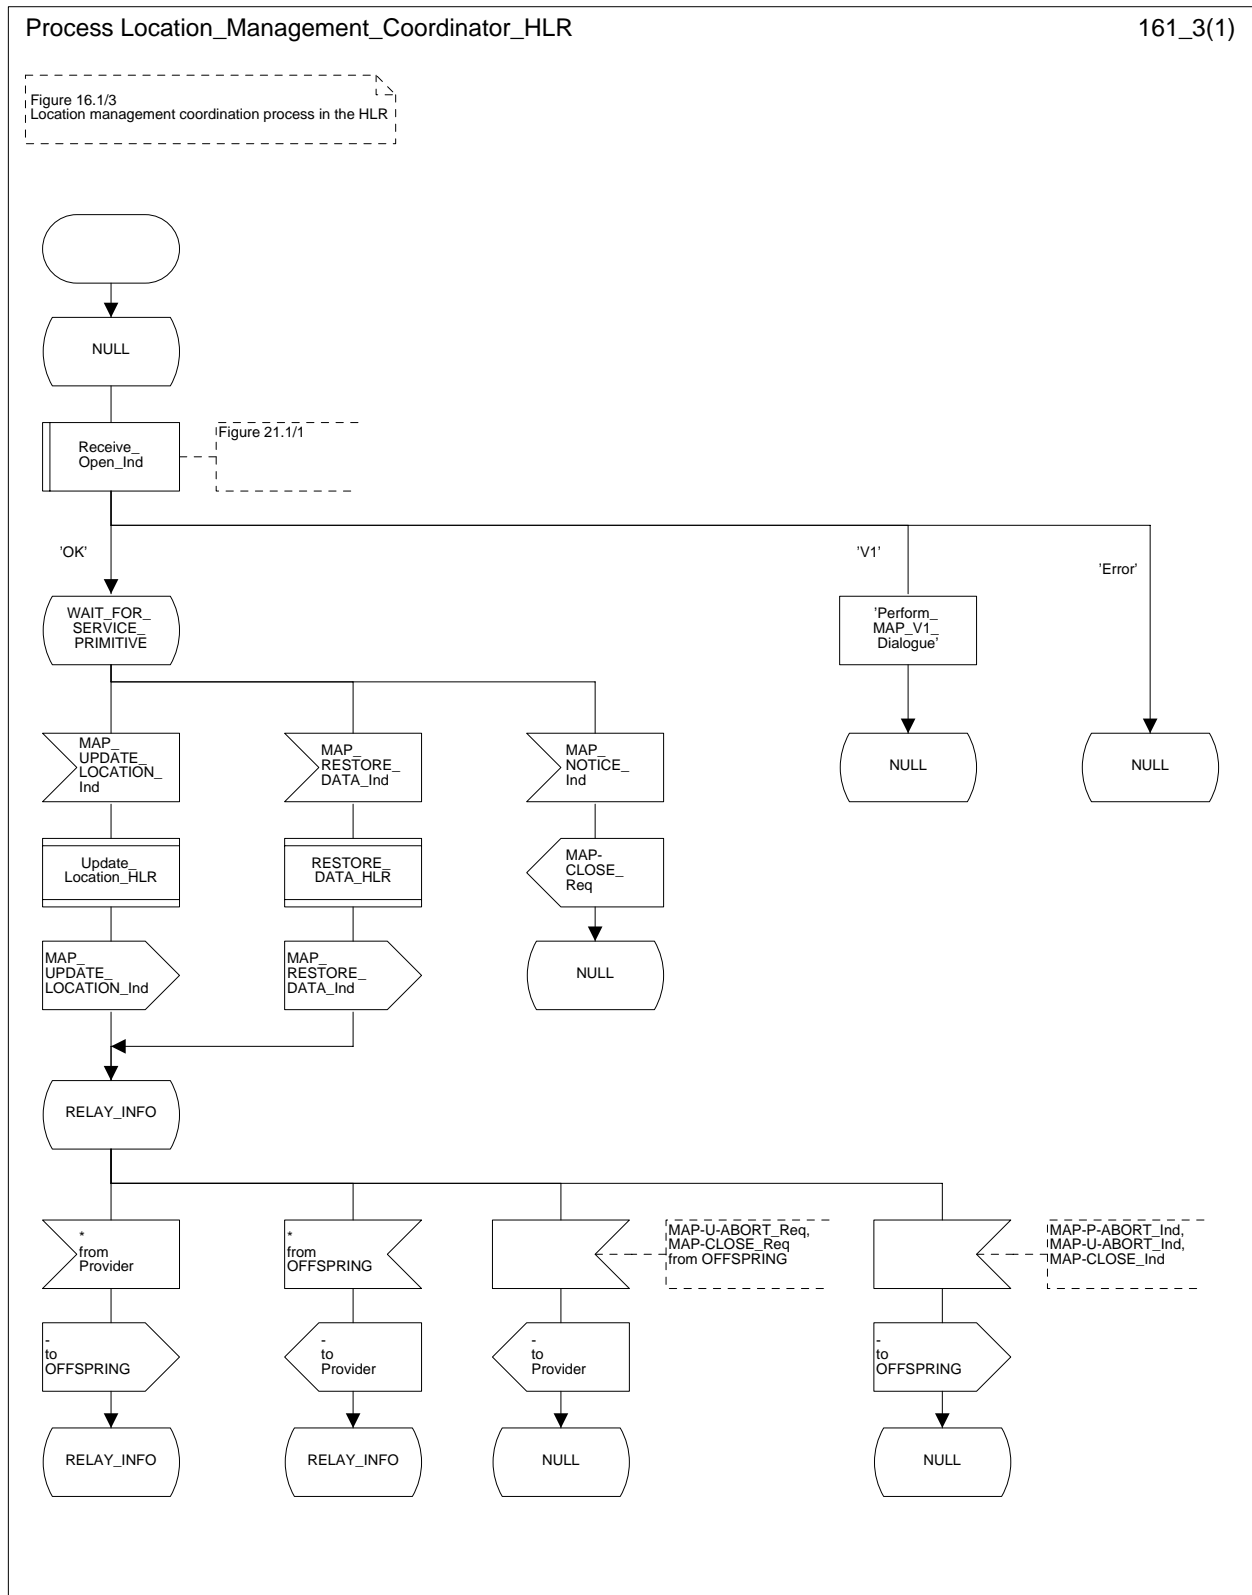 Process Location_Management_Coordinator_HLR
161_3(1)
Figure 16.1/3
Location management coordination process in the HLR
NULL
Receive_
Open_Ind
Figure 21.1/1
'OK'
'V1'
'Error'
WAIT_FOR_
SERVICE_
PRIMITIVE
'Perform_
MAP_V1_
Dialogue'
MAP_
UPDATE_
LOCATION_
Ind
MAP_
RESTORE_
DATA_Ind
MAP_
NOTICE_
Ind
NULL
NULL
Update_
Location_HLR
RESTORE_
DATA_HLR
MAP-
CLOSE_
Req
MAP_
UPDATE_
LOCATION_Ind
MAP_
RESTORE_
DATA_Ind
NULL
RELAY_INFO
*
from
Provider
*
from
OFFSPRING
MAP-U-ABORT_Req,
MAP-CLOSE_Req
from OFFSPRING
MAP-P-ABORT_Ind,
MAP-U-ABORT_Ind,
MAP-CLOSE_Ind
-
to
OFFSPRING
-
to
Provider
-
to
Provider
-
to
OFFSPRING
RELAY_INFO
RELAY_INFO
NULL
NULL